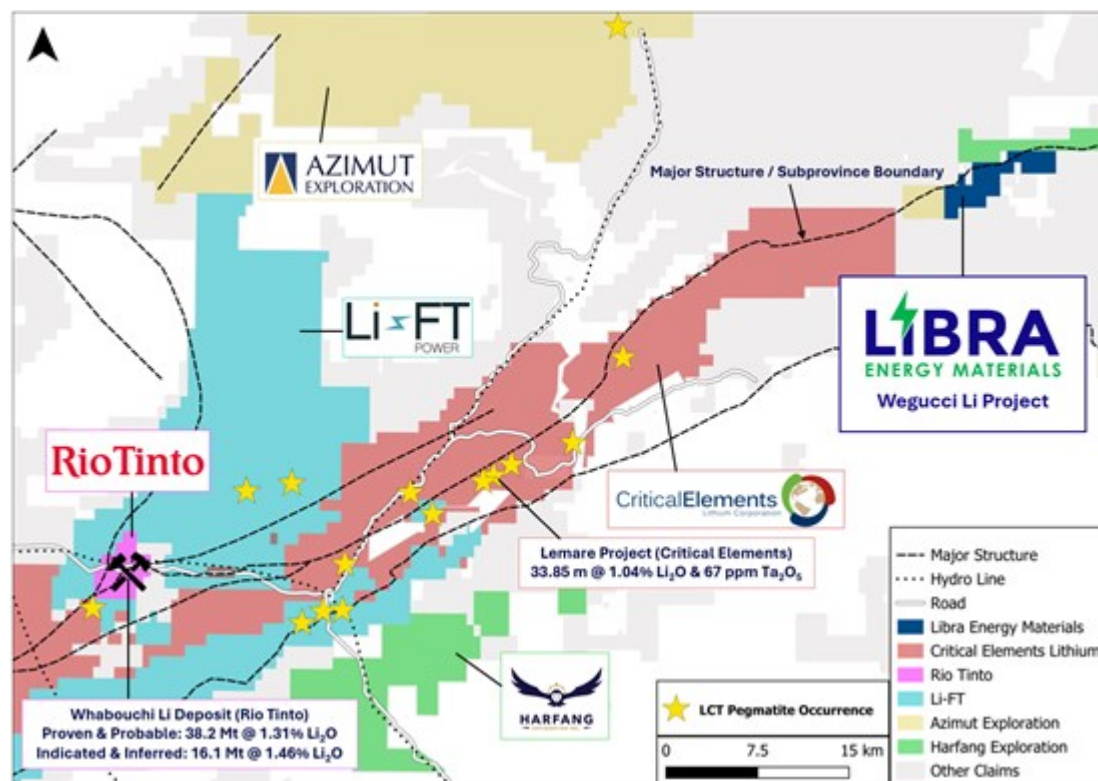 AZIMUT
EXPLORATION
Major Structure / Subprovince Boundary
Li-FT
POWER
LIBRA
ENERGY MATERIALS
Wegucci Li Project
RioTinto
CriticalElements
Lithium Corporation
Lemare Project (Critical Elements)
33.85 m @ 1.04% Li₂O & 67 ppm Ta₂O₅
HARFANG
Whabouchi Li Deposit (Rio Tinto)
Proven & Probable: 38.2 Mt @ 1.31% Li₂O
Indicated & Inferred: 16.1 Mt @ 1.46% Li₂O
LCT Pegmatite Occurrence
0 7.5 15 km
Major Structure
Hydro Line
Road
Libra Energy Materials
Critical Elements Lithium
Rio Tinto
Li-FT
Azimut Exploration
Harfang Exploration
Other Claims